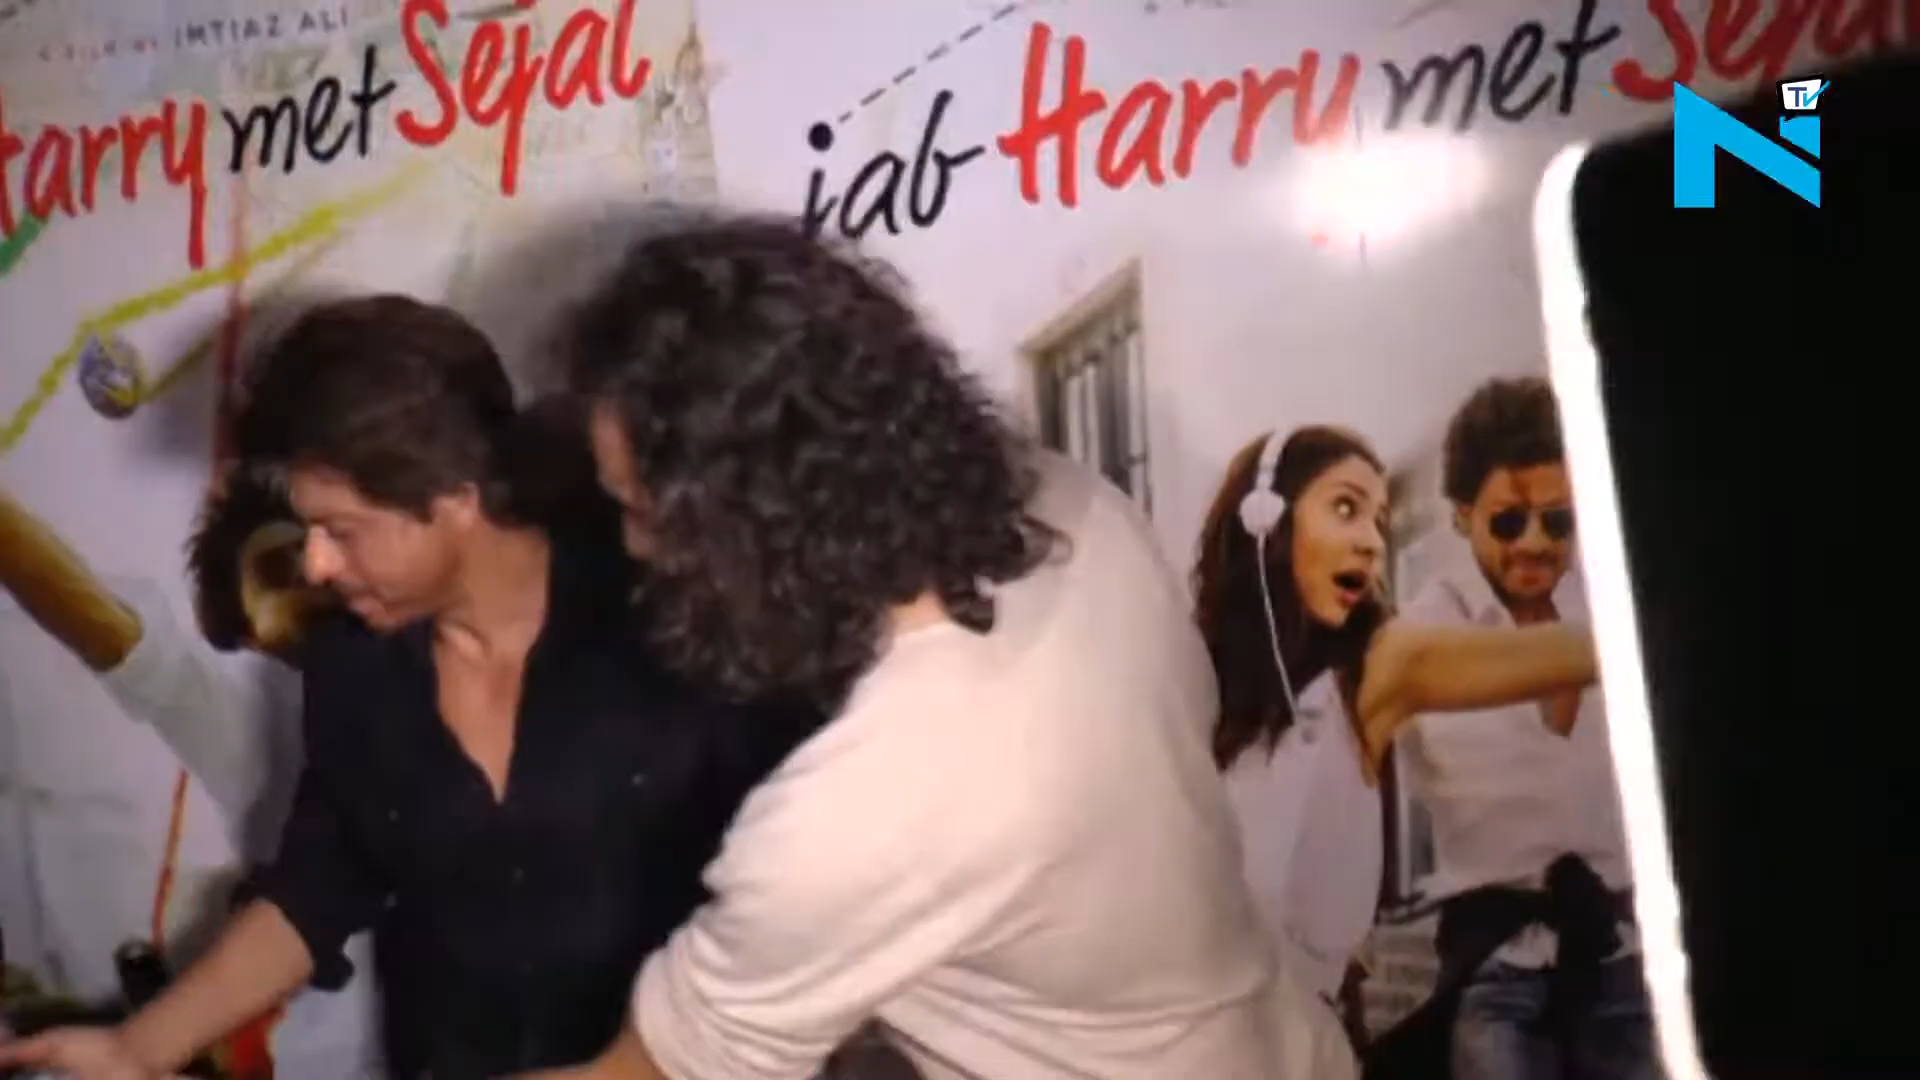 A FILM BY IMTIAZ ALI
Harry met Sejal
jab Harry met Sejal
TV
N